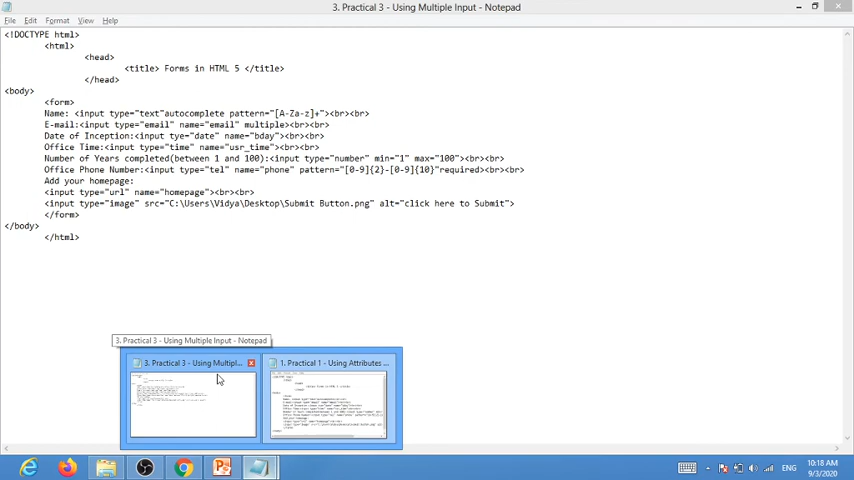 3. Practical 3 - Using Multiple Input - Notepad
File Edit Format View Help
<!DOCTYPE html>
<html>
<head>
<title> Forms in HTML 5 </title>
</head>
<body>
<form>
Name: <input type="text"autocomplete pattern="[A-Za-z]+"><br><br>
E-mail:<input type="email" name="email" multiple><br><br>
Date of Inception:<input tye="date" name="bday"><br><br>
Office Time:<input type="time" name="usr_time"><br><br>
Number of Years completed(between 1 and 100):<input type="number" min="1" max="100"><br><br>
Office Phone Number:<input type="tel" name="phone" pattern="[0-9]{2}-[0-9]{10}"required><br><br>
Add your homepage:
<input type="url" name="homepage"><br><br>
<input type="image" src="C:\Users\Vidya\Desktop\Submit Button.png" alt="click here to Submit">
</form>
</body>
</html>
3. Practical 3 - Using Multiple Input - Notepad
3. Practical 3 - Using Multipl... 1. Practical 1 - Using Attributes ...
ENG
10:18 AM
9/3/2020